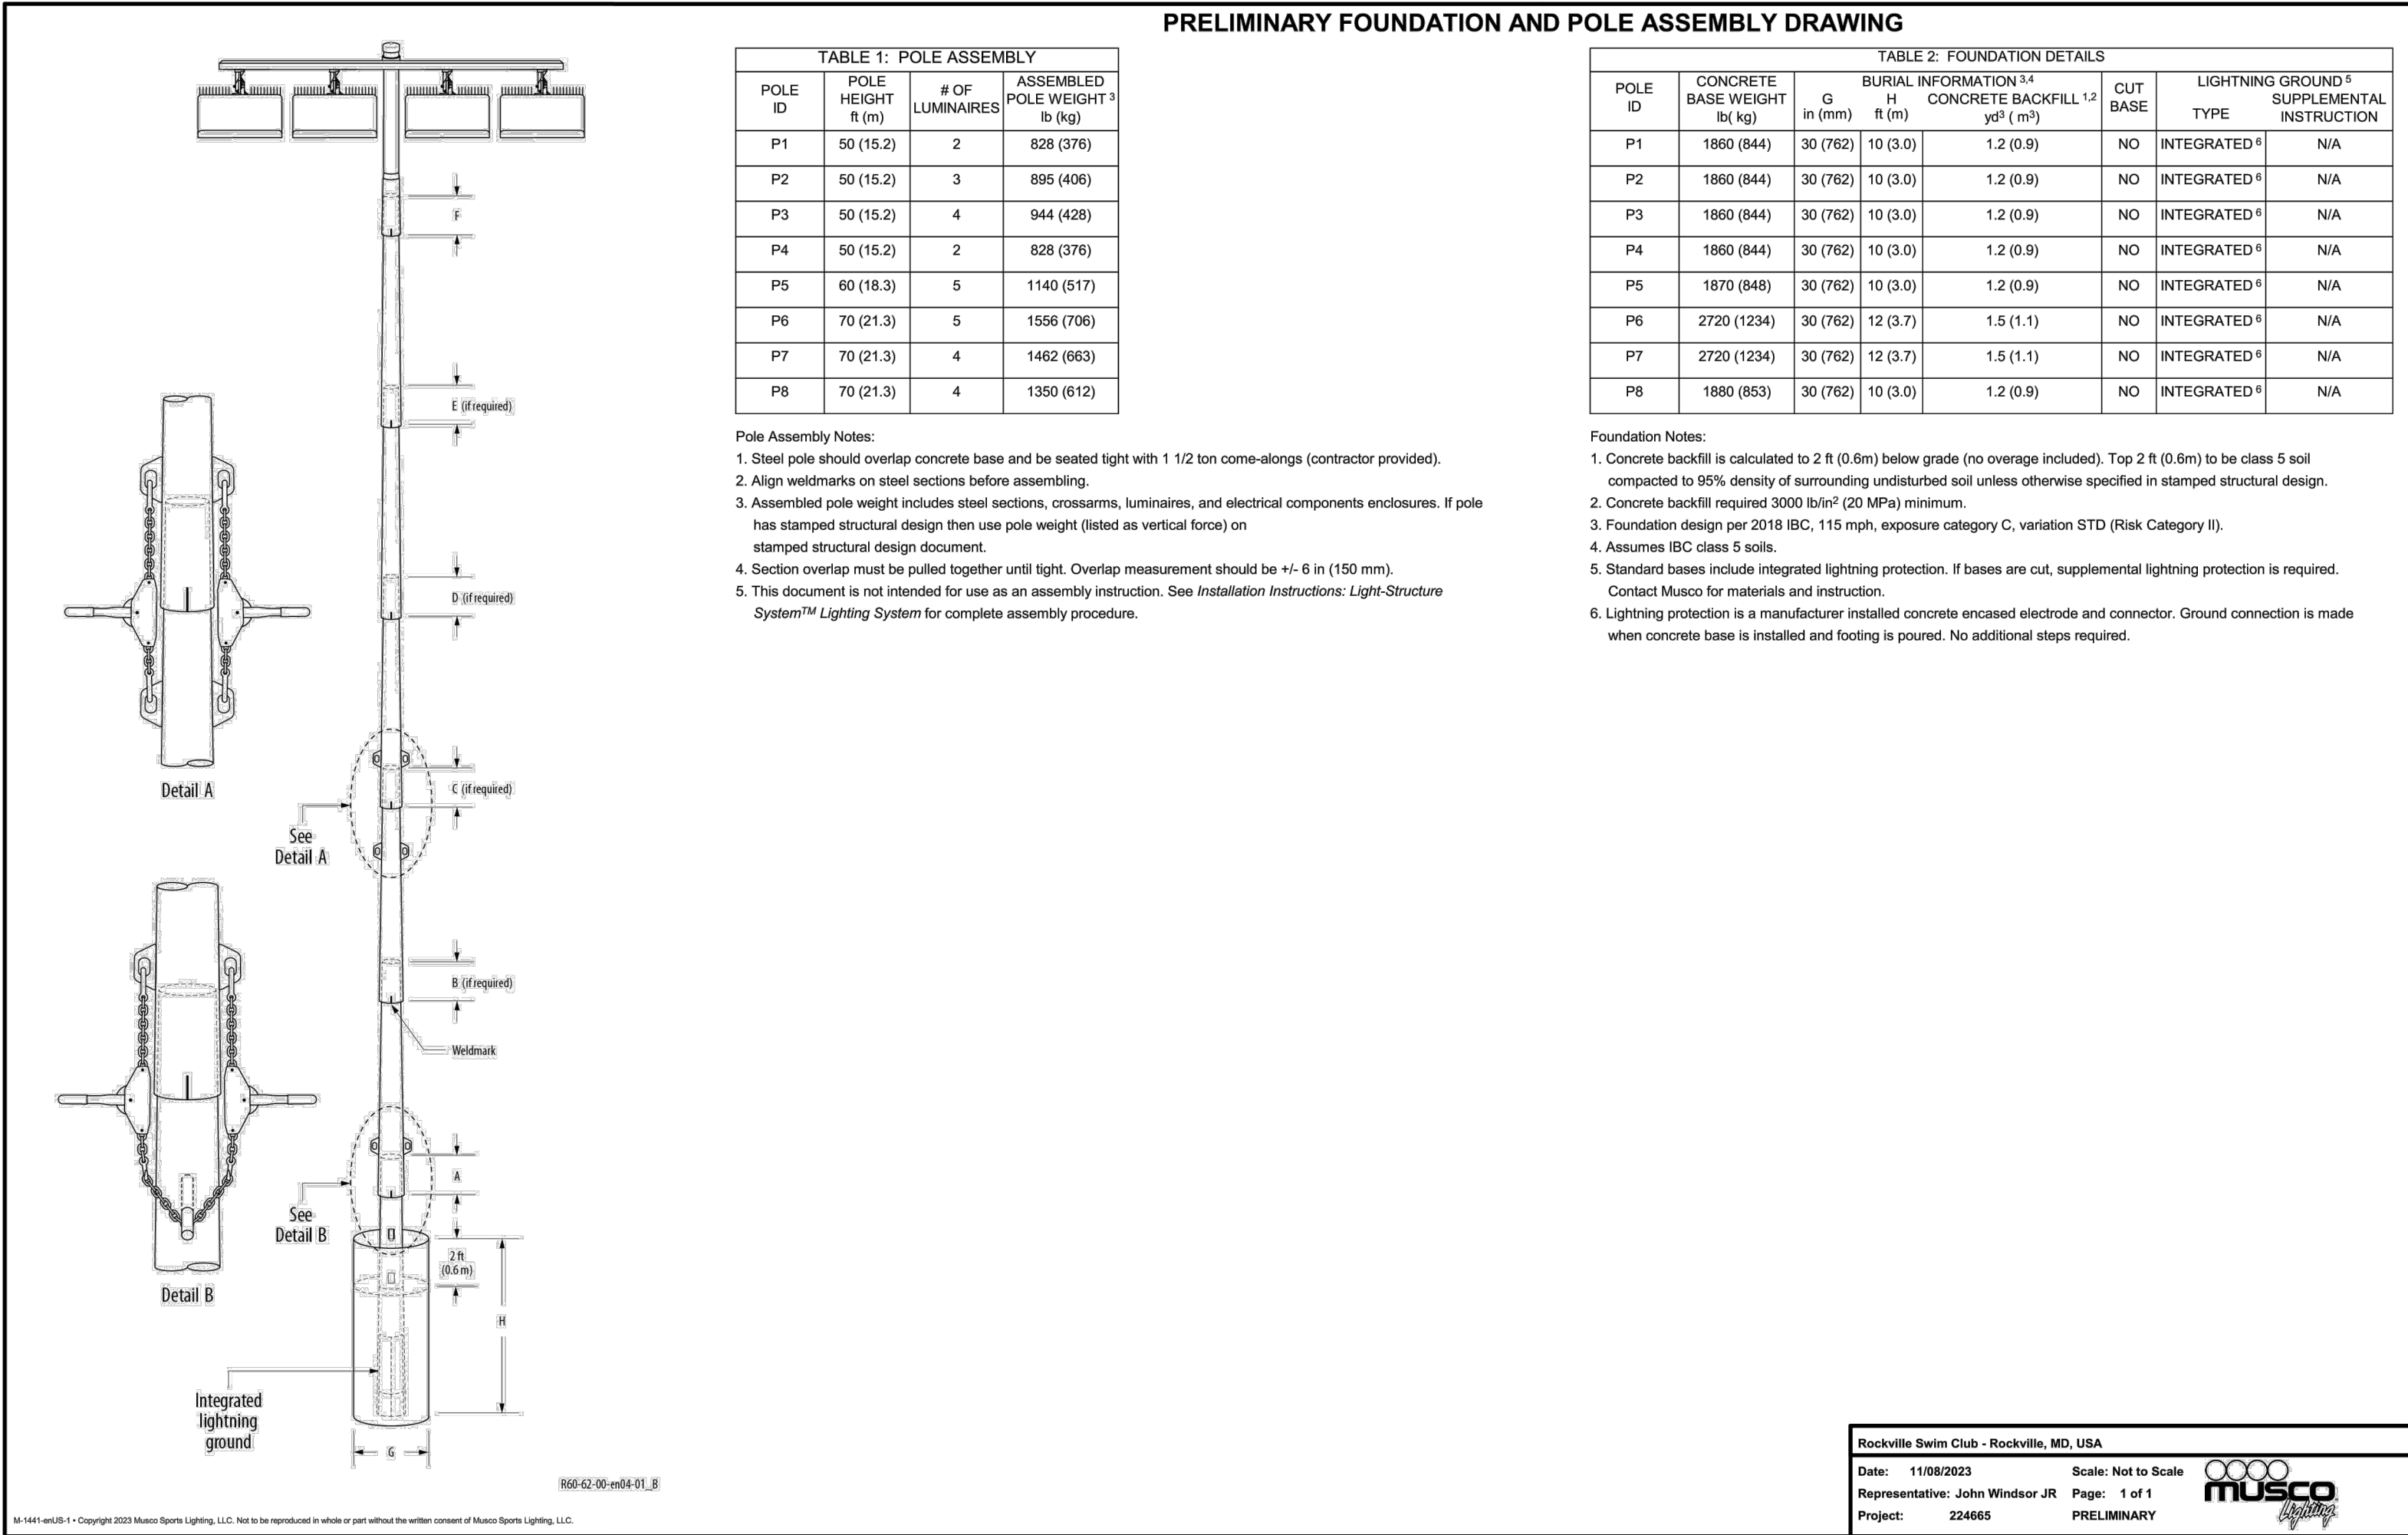 PRELIMINARY FOUNDATION AND POLE ASSEMBLY DRAWING
F
E (if required)
D (if required)
C (if required)
B (if required)
Weldmark
A
2 ft
(0.6 m)
H
G
Detail A
See
Detail A
Detail B
See
Detail B
Integrated
lightning
ground
R60-62-00-en04-01_B
TABLE 1: POLE ASSEMBLY
POLE ID POLE HEIGHT ft (m) # OF LUMINAIRES ASSEMBLED POLE WEIGHT 3 lb (kg)
P1 50 (15.2) 2 828 (376)
P2 50 (15.2) 3 895 (406)
P3 50 (15.2) 4 944 (428)
P4 50 (15.2) 2 828 (376)
P5 60 (18.3) 5 1140 (517)
P6 70 (21.3) 5 1556 (706)
P7 70 (21.3) 4 1462 (663)
P8 70 (21.3) 4 1350 (612)
Pole Assembly Notes:
1. Steel pole should overlap concrete base and be seated tight with 1 1/2 ton come-alongs (contractor provided).
2. Align weldmarks on steel sections before assembling.
3. Assembled pole weight includes steel sections, crossarms, luminaires, and electrical components enclosures. If pole
has stamped structural design then use pole weight (listed as vertical force) on
stamped structural design document.
4. Section overlap must be pulled together until tight. Overlap measurement should be +/- 6 in (150 mm).
5. This document is not intended for use as an assembly instruction. See Installation Instructions: Light-Structure
System™ Lighting System for complete assembly procedure.
TABLE 2: FOUNDATION DETAILS
POLE ID CONCRETE BASE WEIGHT lb( kg) BURIAL INFORMATION 3,4 G in (mm) H ft (m) CONCRETE BACKFILL 1,2 yd³ ( m³) CUT BASE LIGHTNING GROUND 5 TYPE SUPPLEMENTAL INSTRUCTION
P1 1860 (844) 30 (762) 10 (3.0) 1.2 (0.9) NO INTEGRATED 6 N/A
P2 1860 (844) 30 (762) 10 (3.0) 1.2 (0.9) NO INTEGRATED 6 N/A
P3 1860 (844) 30 (762) 10 (3.0) 1.2 (0.9) NO INTEGRATED 6 N/A
P4 1860 (844) 30 (762) 10 (3.0) 1.2 (0.9) NO INTEGRATED 6 N/A
P5 1870 (848) 30 (762) 10 (3.0) 1.2 (0.9) NO INTEGRATED 6 N/A
P6 2720 (1234) 30 (762) 12 (3.7) 1.5 (1.1) NO INTEGRATED 6 N/A
P7 2720 (1234) 30 (762) 12 (3.7) 1.5 (1.1) NO INTEGRATED 6 N/A
P8 1880 (853) 30 (762) 10 (3.0) 1.2 (0.9) NO INTEGRATED 6 N/A
Foundation Notes:
1. Concrete backfill is calculated to 2 ft (0.6m) below grade (no overage included). Top 2 ft (0.6m) to be class 5 soil
compacted to 95% density of surrounding undisturbed soil unless otherwise specified in stamped structural design.
2. Concrete backfill required 3000 lb/in² (20 MPa) minimum.
3. Foundation design per 2018 IBC, 115 mph, exposure category C, variation STD (Risk Category II).
4. Assumes IBC class 5 soils.
5. Standard bases include integrated lightning protection. If bases are cut, supplemental lightning protection is required.
Contact Musco for materials and instruction.
6. Lightning protection is a manufacturer installed concrete encased electrode and connector. Ground connection is made
when concrete base is installed and footing is poured. No additional steps required.
Rockville Swim Club - Rockville, MD, USA
Date: 11/08/2023 Scale: Not to Scale
Representative: John Windsor JR Page: 1 of 1
Project: 224665 PRELIMINARY
musco
Lighting
M-1441-enUS-1 • Copyright 2023 Musco Sports Lighting, LLC. Not to be reproduced in whole or part without the written consent of Musco Sports Lighting, LLC.